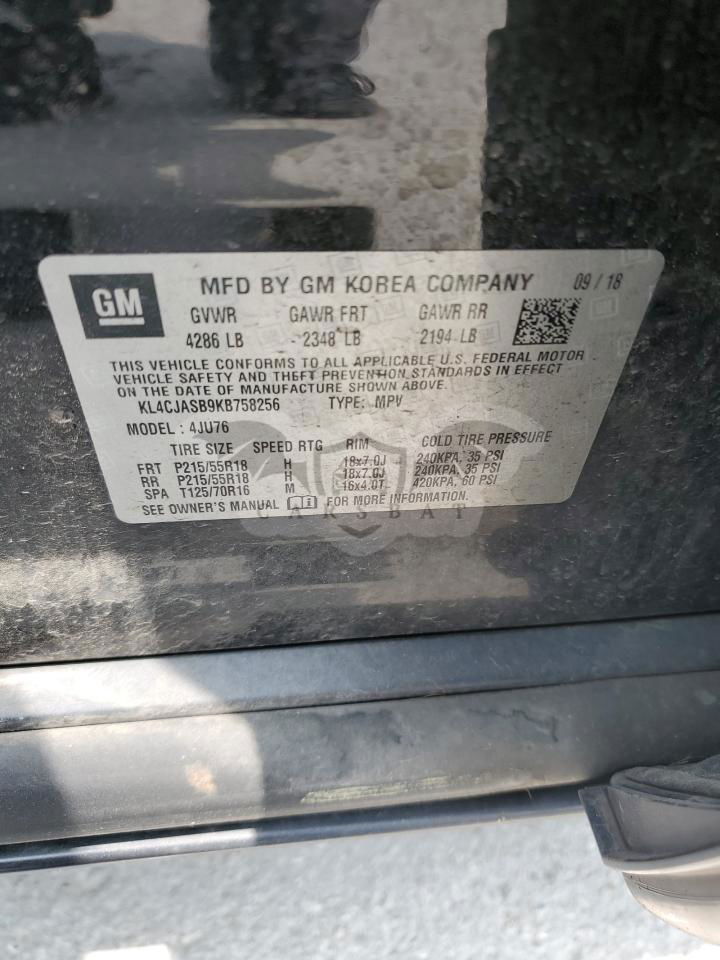 GM MFD BY GM KOREA COMPANY 09 / 18
GVWR GAWR FRT GAWR RR
4286 LB 2348 LB 2194 LB
THIS VEHICLE CONFORMS TO ALL APPLICABLE U.S. FEDERAL MOTOR
VEHICLE SAFETY AND THEFT PREVENTION STANDARDS IN EFFECT
ON THE DATE OF MANUFACTURE SHOWN ABOVE.
KL4CJASB9KB758256 TYPE: MPV
MODEL: 4JU76
TIRE SIZE SPEED RTG RIM COLD TIRE PRESSURE
FRT P215/55R18 H 18x7.0J 240KPA, 35 PSI
RR P215/55R18 H 18x7.0J 240KPA, 35 PSI
SPA T125/70R16 M 16x4.0T 420KPA, 60 PSI
SEE OWNER'S MANUAL FOR MORE INFORMATION.
CARSBAT